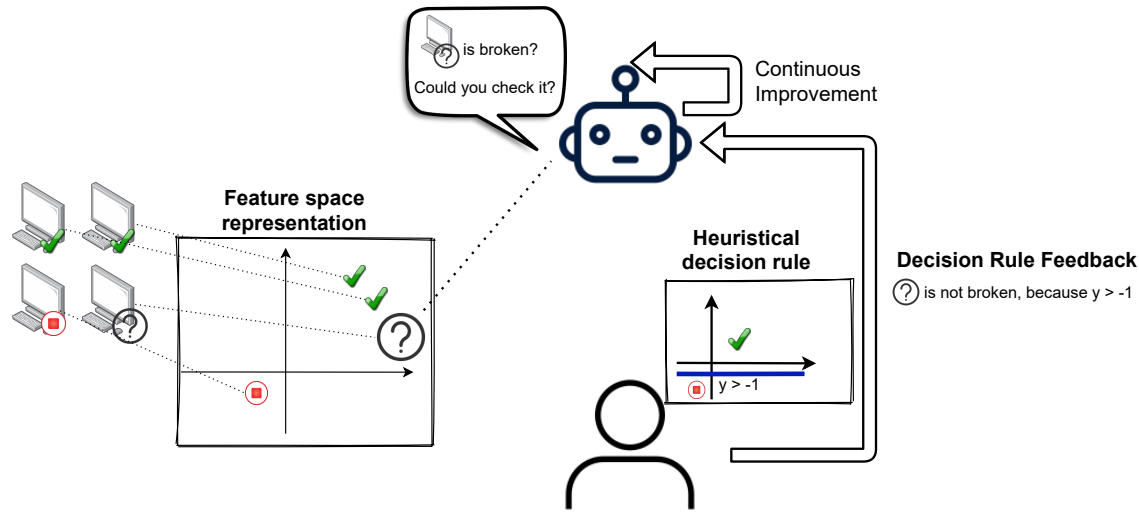 ? is broken?
Could you check it?
Continuous
Improvement
Feature space
representation
?
?
Heuristical
decision rule
y > -1
Decision Rule Feedback
? is not broken, because y > -1